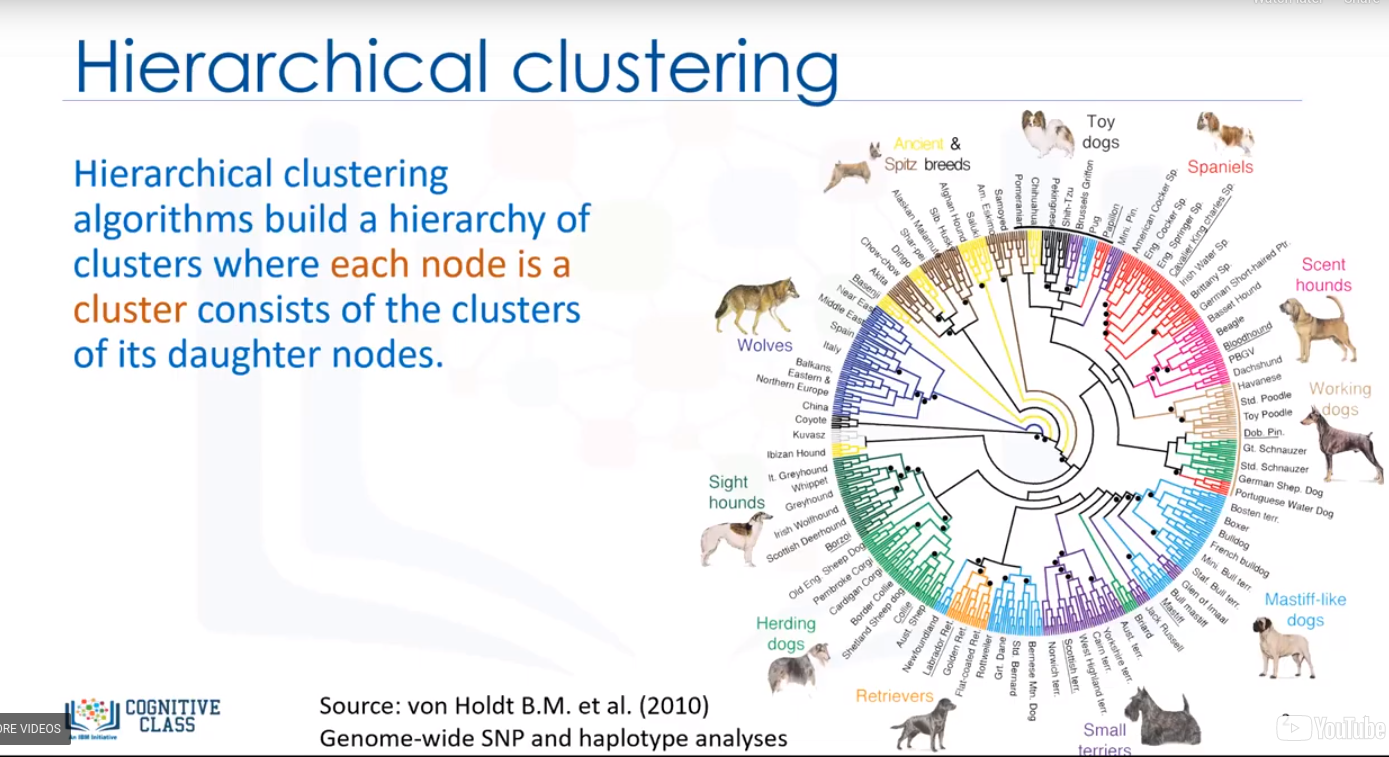 Hierarchical clustering
Hierarchical clustering
algorithms build a hierarchy of
clusters where each node is a
cluster consists of the clusters
of its daughter nodes.
Ancient &
Spitz breeds
Toy
dogs
Spaniels
Scent
hounds
Working
dogs
Mastiff-like
dogs
Small
terriers
Retrievers
Herding
dogs
Sight
hounds
Wolves
Basenji
Akita
Chow-chow
Dingo
Shar-pei
Alaskan Malamute
Sib. Husky
Afghan Hound
Saluki
Am. Eskimo
Samoyed
Pomeranian
Chihuahua
Pekingnese
Shih-Tzu
Brussels Griffon
Pug
Papillon
Mini. Pin.
American Cocker Sp.
Eng. Cocker Sp.
Eng. Springer Sp.
Cavalier King charles Sp.
Irish Water Sp.
Brittany Sp.
German Short-haired Ptr.
Basset Hound
Beagle
Bloodhound
PBGV
Dachshund
Havanese
Std. Poodle
Toy Poodle
Dob. Pin.
Gt. Schnauzer
Std. Schnauzer
German Shep. Dog
Portuguese Water Dog
Bosten terr.
Boxer
Bulldog
French bulldog
Mini. Bull terr.
Staf. Bull terr.
Glen of Imaal
Bull mastiff
Mastiff
Jack Russell
Briard
Aust. terr.
Yorkshire terr.
Cairn terr.
West Highland terr.
Scottish terr.
Norwich terr.
Bernese Mtn. Dog
Std. Bernard
Grt. Dane
Rottweiler
Flat-coated Ret.
Golden Ret.
Labrador Ret.
Newfoundland
Aust. Shep
Collie
Shetland Sheep dog
Border Collie
Cardigan Corgi
Pembroke Corgi
Old Eng. Sheep Dog
Borzoi
Scottish Deerhound
Irish Wolfhound
Greyhound
Whippet
It. Greyhound
Ibizan Hound
Kuvasz
Coyote
China
Balkans,
Eastern &
Northern Europe
Italy
Spain
Middle East
Near East
COGNITIVE
CLASS
An IBM Initiative
Source: von Holdt B.M. et al. (2010)
Genome-wide SNP and haplotype analyses
ORE VIDEOS
YouTube